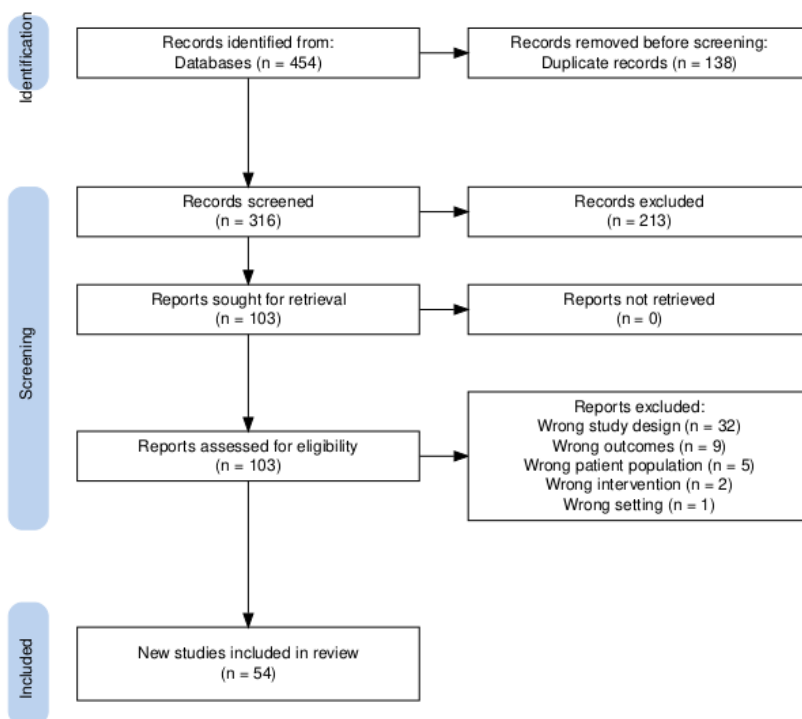 Identification
Records identified from:
Databases (n = 454)
Records removed before screening:
Duplicate records (n = 138)
Screening
Records screened
(n = 316)
Records excluded
(n = 213)
Reports sought for retrieval
(n = 103)
Reports not retrieved
(n = 0)
Reports assessed for eligibility
(n = 103)
Reports excluded:
Wrong study design (n = 32)
Wrong outcomes (n = 9)
Wrong patient population (n = 5)
Wrong intervention (n = 2)
Wrong setting (n = 1)
Included
New studies included in review
(n = 54)